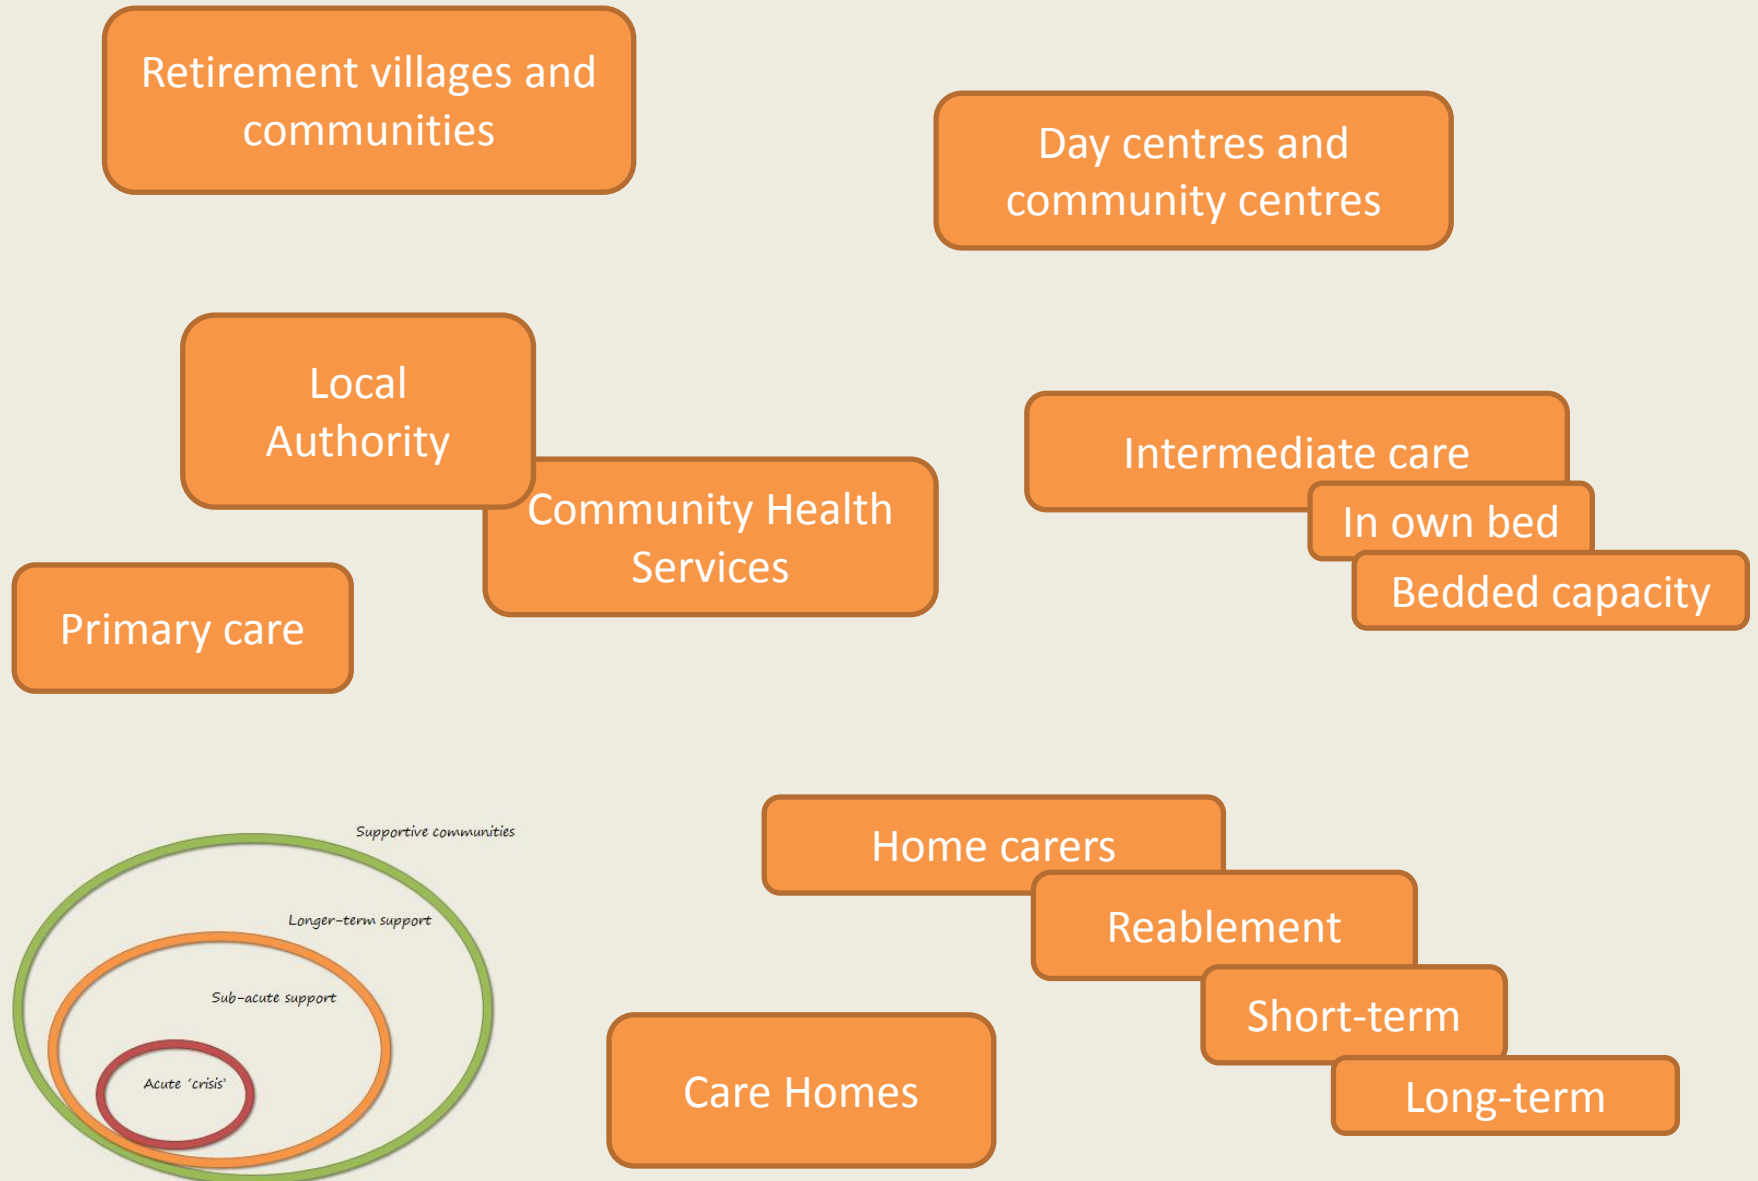 Retirement villages and
communities
Day centres and
community centres
Local
Authority
Community Health
Services
Intermediate care
In own bed
Bedded capacity
Primary care
Supportive communities
Longer-term support
Sub-acute support
Acute ‘crisis’
Home carers
Reablement
Short-term
Long-term
Care Homes